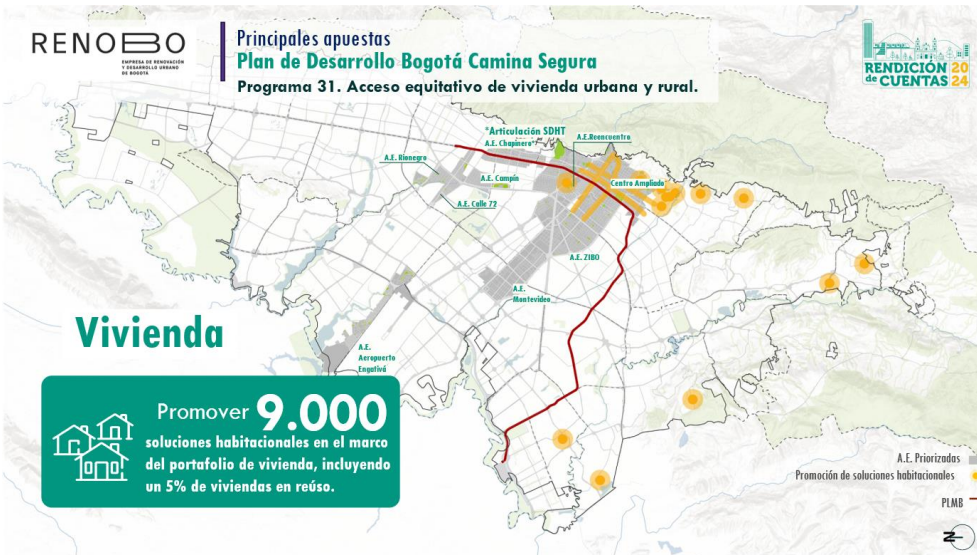 RENOBO
EMPRESA DE RENOVACIÓN
Y DESARROLLO URBANO
DE BOGOTÁ
Principales apuestas
Plan de Desarrollo Bogotá Camina Segura
Programa 31. Acceso equitativo de vivienda urbana y rural.
RENDICIÓN 20
de CUENTAS 24
*Articulación SDHT
A.E. Chapinero*
A.E.Reencuentro
A.E. Rionegro
A.E. Campín
Centro Ampliado
A.E. Calle 72
A.E. ZIBO
A.E.
Montevideo
A.E.
Aeropuerto
Engativá
Vivienda
Promover 9.000
soluciones habitacionales en el marco
del portafolio de vivienda, incluyendo
un 5% de viviendas en reúso.
A.E. Priorizadas
Promoción de soluciones habitacionales
PLMB
N